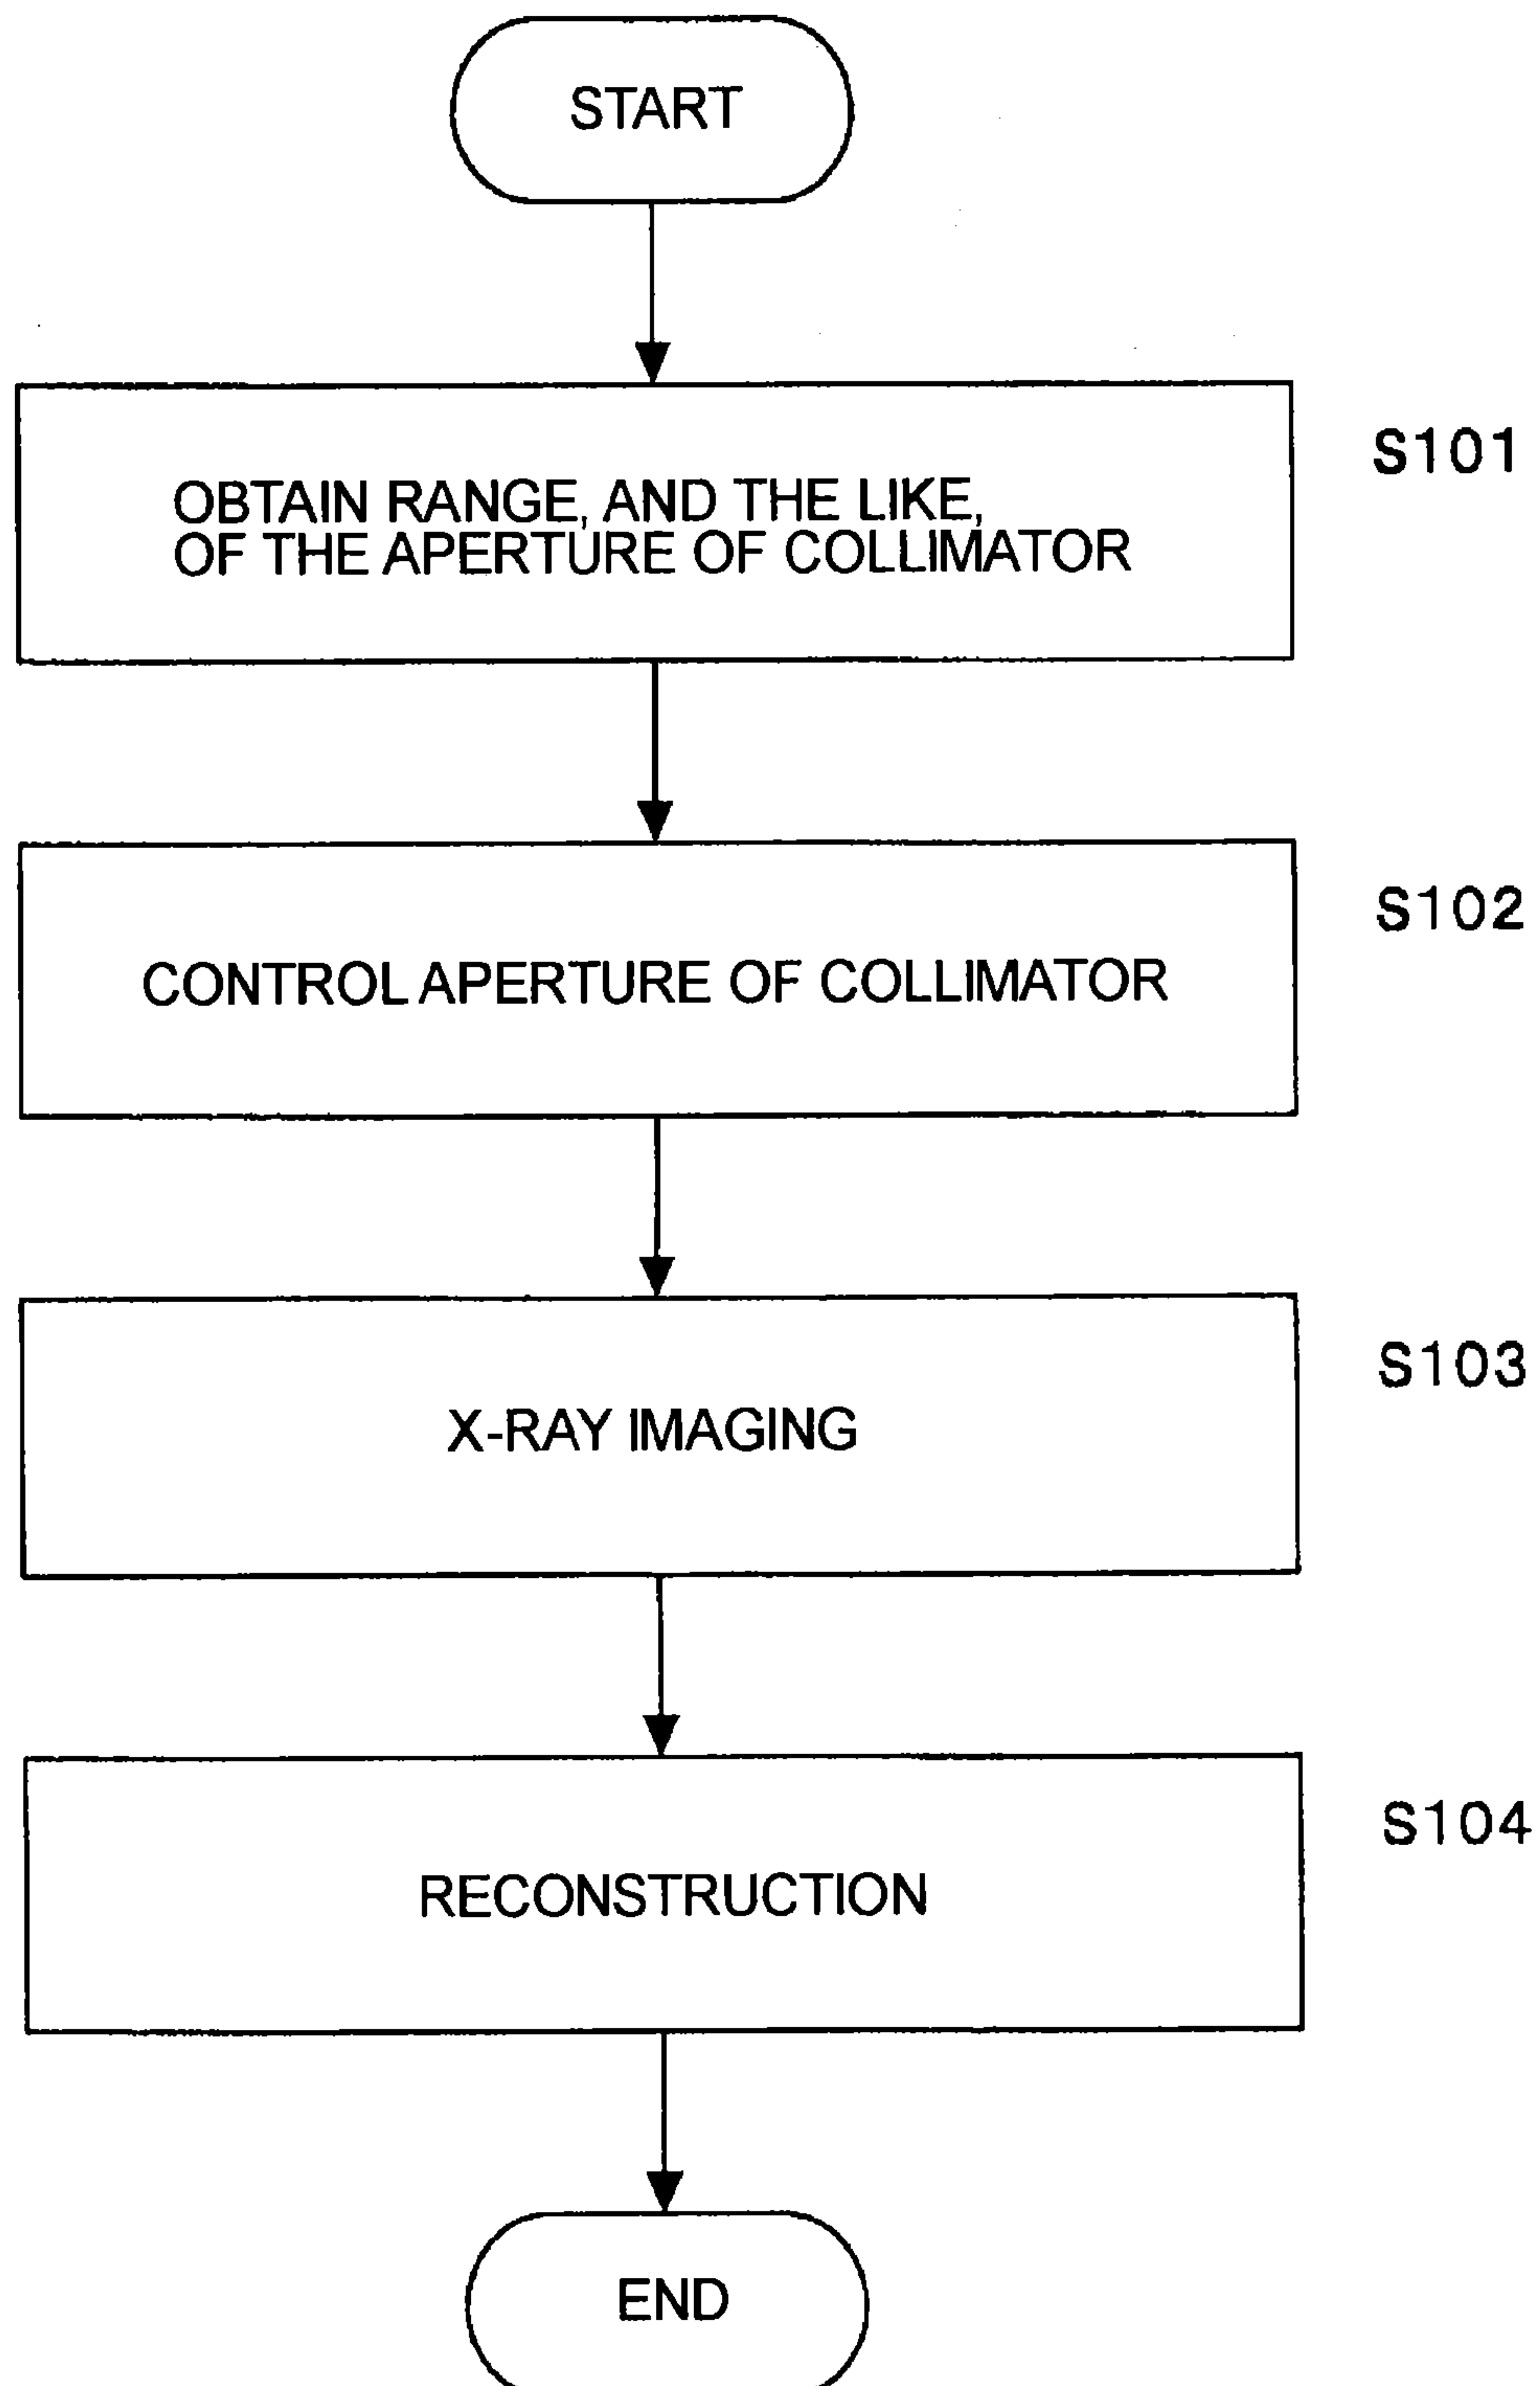 START
S101
OBTAIN RANGE, AND THE LIKE,
OF THE APERTURE OF COLLIMATOR
S102
CONTROL APERTURE OF COLLIMATOR
S103
X-RAY IMAGING
S104
RECONSTRUCTION
END